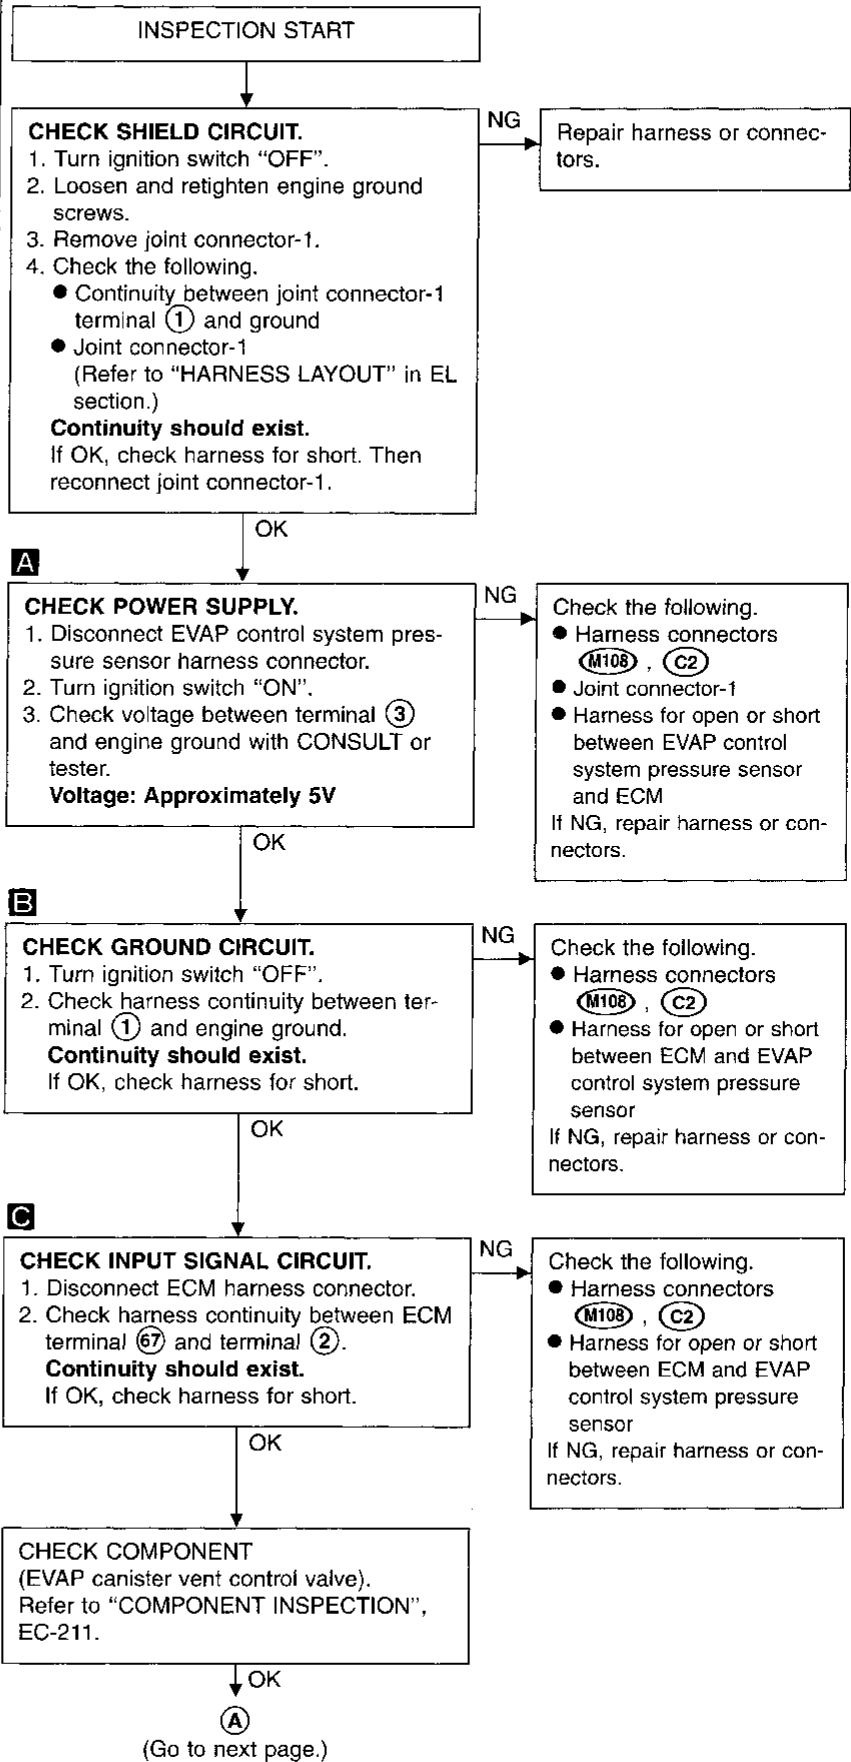 INSPECTION START
CHECK SHIELD CIRCUIT.
1. Turn ignition switch “OFF”.
2. Loosen and retighten engine ground
screws.
3. Remove joint connector-1.
4. Check the following.
● Continuity between joint connector-1
terminal ① and ground
● Joint connector-1
(Refer to “HARNESS LAYOUT” in EL
section.)
Continuity should exist.
If OK, check harness for short. Then
reconnect joint connector-1.
NG
Repair harness or connec-
tors.
OK
A
CHECK POWER SUPPLY.
1. Disconnect EVAP control system pres-
sure sensor harness connector.
2. Turn ignition switch “ON”.
3. Check voltage between terminal ③
and engine ground with CONSULT or
tester.
Voltage: Approximately 5V
NG
Check the following.
● Harness connectors
M108 , C2
● Joint connector-1
● Harness for open or short
between EVAP control
system pressure sensor
and ECM
If NG, repair harness or con-
nectors.
OK
B
CHECK GROUND CIRCUIT.
1. Turn ignition switch “OFF”.
2. Check harness continuity between ter-
minal ① and engine ground.
Continuity should exist.
If OK, check harness for short.
NG
Check the following.
● Harness connectors
M108 , C2
● Harness for open or short
between ECM and EVAP
control system pressure
sensor
If NG, repair harness or con-
nectors.
OK
C
CHECK INPUT SIGNAL CIRCUIT.
1. Disconnect ECM harness connector.
2. Check harness continuity between ECM
terminal 67 and terminal ②.
Continuity should exist.
If OK, check harness for short.
NG
Check the following.
● Harness connectors
M108 , C2
● Harness for open or short
between ECM and EVAP
control system pressure
sensor
If NG, repair harness or con-
nectors.
OK
CHECK COMPONENT
(EVAP canister vent control valve).
Refer to “COMPONENT INSPECTION”,
EC-211.
OK
Ⓐ
(Go to next page.)